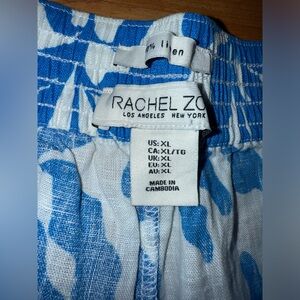 % linen
RACHEL ZO
LOS ANGELES NEW YORK
US: XL
CA: XL/TG
UK: XL
EU: XL
AU: XL
MADE IN
CAMBODIA